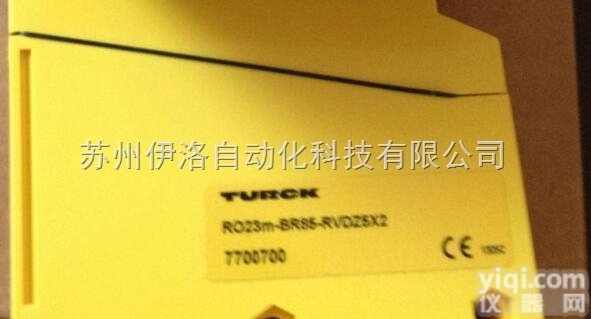 苏州伊洛自动化科技有限公司
TURCK
RO23m-BR85-RVDZ5X2
7700700
CE
yiqi.com
仪器网